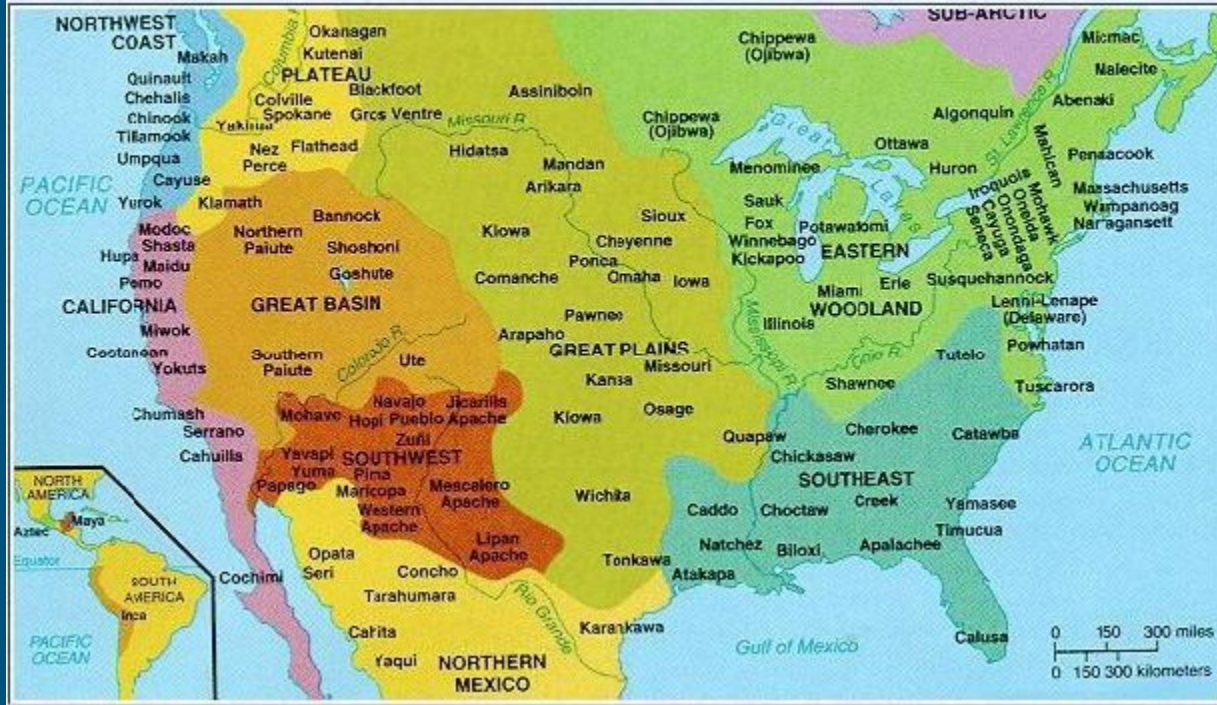 NORTHWEST
COAST
Makah
Quinault
Chehalis
Chinook
Tillamook
Umpqua
Cayuse
Yurok
PACIFIC
OCEAN
Okanagan
Kutenai
PLATEAU
Columbia R.
Colville
Spokane
Yakima
Nez
Perce
Flathead
Klamath
Blackfoot
Gros Ventre
Assiniboin
Missouri R.
Hidatsa
Mandan
Arikara
Sioux
Kiowa
Cheyenne
Ponca
Omaha
Iowa
Comanche
Pawnee
Arapaho
GREAT PLAINS
Missouri
Kansa
Kiowa
Osage
Quapaw
Wichita
Tonkawa
Bannock
Northern
Paiute
Shoshoni
Goshute
GREAT BASIN
Southern
Paiute
Ute
Colorado R.
Modoc
Shasta
Hupa
Maidu
Pomo
CALIFORNIA
Miwok
Costanoan
Yokuts
Chumash
Serrano
Cahuilla
Cochimi
Mohave
Navajo
Hopi
Pueblo
Zuñi
Jicarilla
Apache
Yavapi
Yuma
SOUTHWEST
Pima
Papago
Maricopa
Western
Apache
Mescalero
Apache
Lipan
Apache
Opata
Seri
Concho
Tarahumara
Cahita
Yaqui
NORTHERN
MEXICO
Rio Grande
Karankawa
SUB-ARCTIC
Chippewa
(Ojibwa)
Chippewa
(Ojibwa)
Great Lakes
Menominee
Sauk
Fox
Winnebago
Kickapoo
Potawatomi
EASTERN
WOODLAND
Miami
Erie
Illinois
Mississippi R.
Ohio R.
Shawnee
Ottawa
Huron
Algonquin
St. Lawrence R.
Micmac
Malecite
Abenaki
Mahican
Pennacook
Massachusetts
Wampanoag
Narragansett
Iroquois
Mohawk
Oneida
Onondaga
Cayuga
Seneca
Susquehannock
Lenni-Lenape
(Delaware)
Powhatan
Tutelo
Tuscarora
Cherokee
Catawba
Chickasaw
SOUTHEAST
Creek
Yamasee
Caddo
Choctaw
Timucua
Natchez
Biloxi
Apalachee
Atakapa
Calusa
ATLANTIC
OCEAN
Gulf of Mexico
0 150 300 miles
0 150 300 kilometers
NORTH
AMERICA
Aztec
Maya
Equator
SOUTH
AMERICA
Inca
PACIFIC
OCEAN